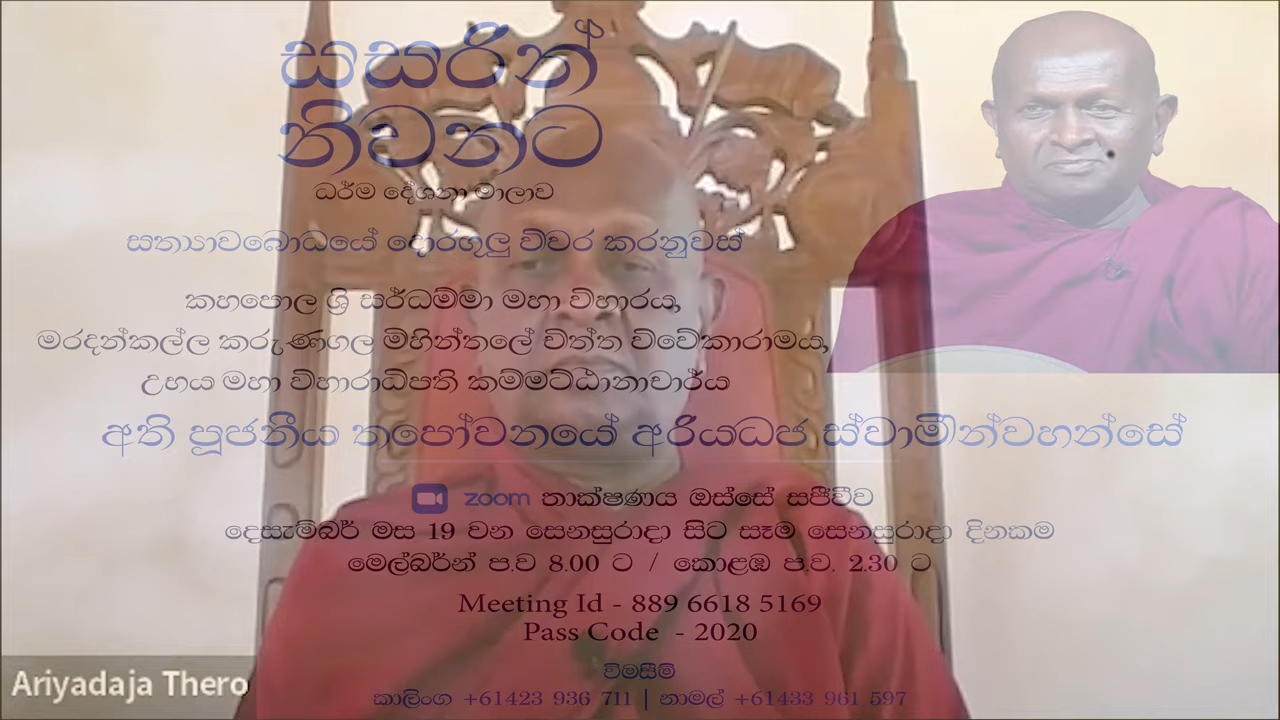 සසරින්
නිවනට
ධර්ම දේශනා මාලාව
සත්‍යාවබොධයේ දොරගුලු විවර කරනුවස්
කහපොල ශ්‍රී සර්ධම්මා මහා විහාරය,
මරදන්කල්ල කරුණාගල මිහින්තලේ චිත්ත විවේකාරාමය,
උභය මහා විහාරාධිපති කම්මට්ඨානාචාර්ය
අති පූජනීය තපෝවනයේ අරියධජ ස්වාමීන්වහන්සේ
zoom තාක්ෂණය ඔස්සේ සජීවීව
දෙසැම්බර් මස 19 වන සෙනසුරාදා සිට සෑම සෙනසුරාදා දිනකම
මෙල්බර්න් ප.ව 8.00 ට / කොළඹ ප.ව. 2.30 ට
Meeting Id - 889 6618 5169
Pass Code - 2020
විමසීම්
කාලිංග +61423 936 711 | නාමල් +61433 961 597
Ariyadaja Thero